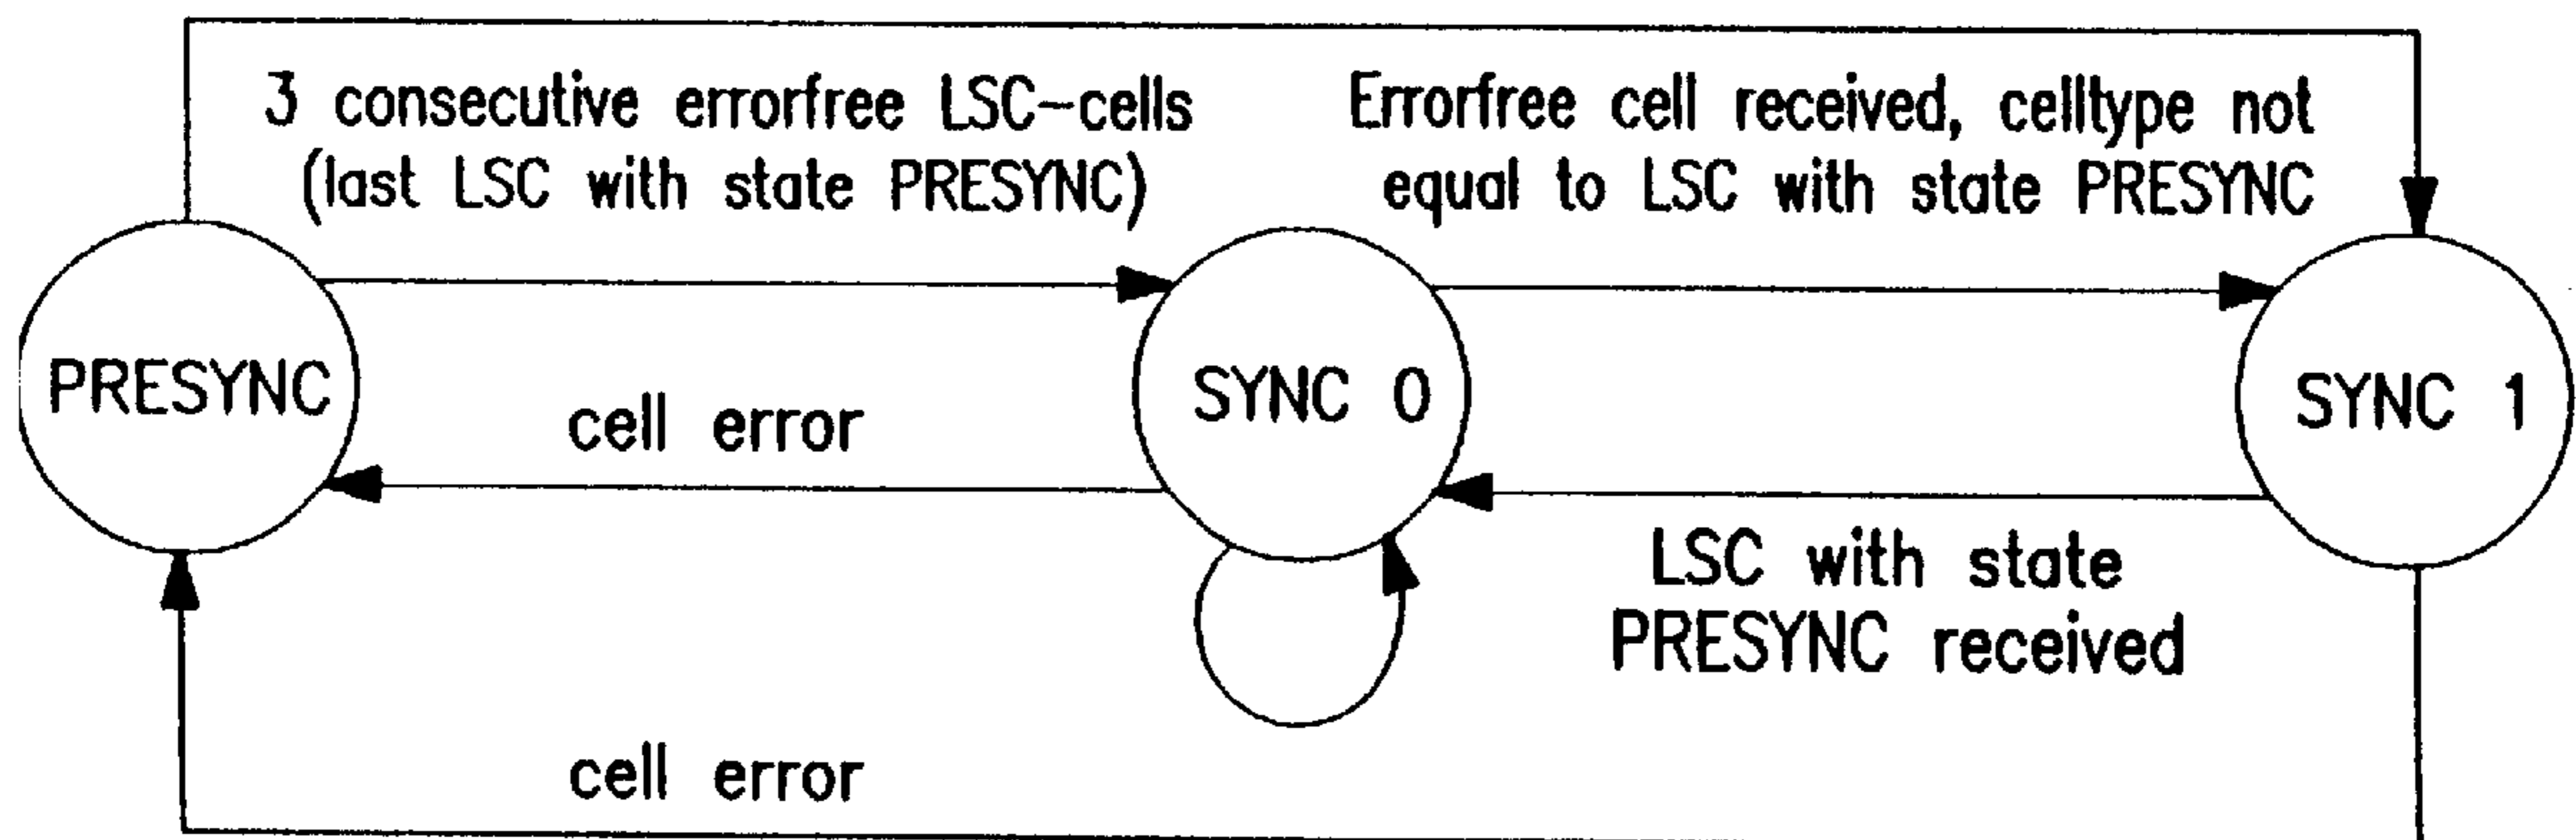 3 consecutive errorfree LSC-cells
(last LSC with state PRESYNC)
Errorfree cell received, celltype not
equal to LSC with state PRESYNC
PRESYNC
SYNC 0
SYNC 1
cell error
LSC with state
PRESYNC received
cell error